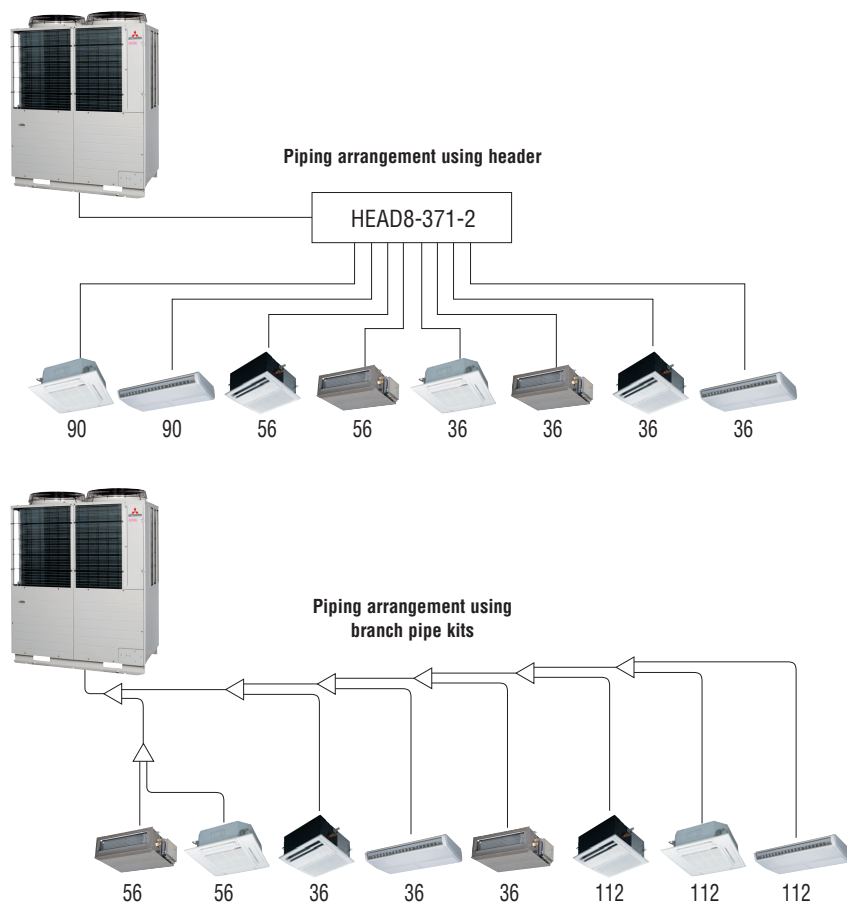 Piping arrangement using header
HEAD8-371-2
90 90 56 56 36 36 36 36
Piping arrangement using
branch pipe kits
56 56 36 36 36 112 112 112